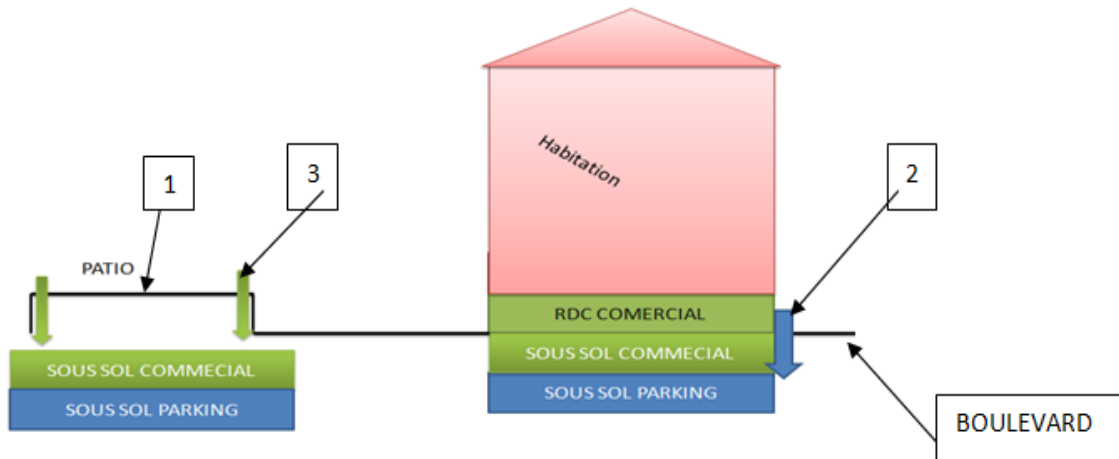 1
3
2
Habitation
PATIO
RDC COMERCIAL
SOUS SOL COMMECIAL
SOUS SOL COMMECIAL
SOUS SOL PARKING
SOUS SOL PARKING
BOULEVARD